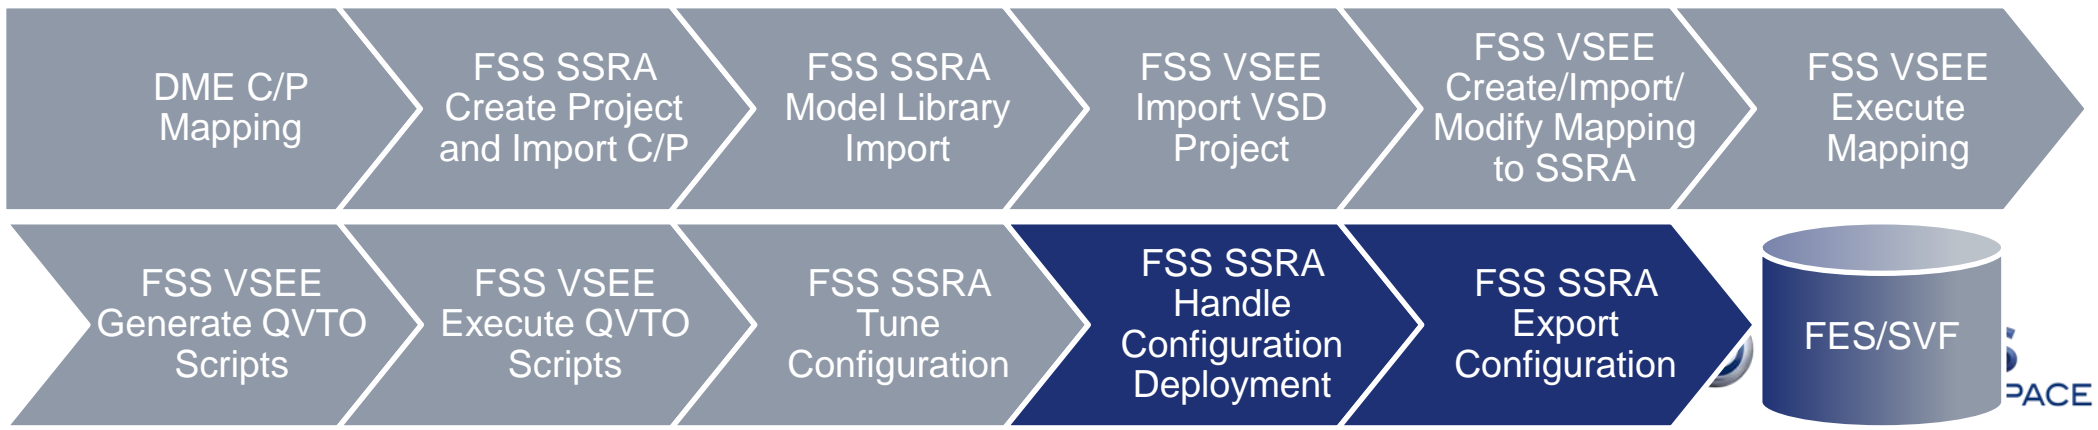 DME C/P
Mapping
FSS SSRA
Create Project
and Import C/P
FSS SSRA
Model Library
Import
FSS VSEE
Import VSD
Project
FSS VSEE
Create/Import/
Modify Mapping
to SSRA
FSS VSEE
Execute
Mapping
FSS VSEE
Generate QVTO
Scripts
FSS VSEE
Execute QVTO
Scripts
FSS SSRA
Tune
Configuration
FSS SSRA
Handle
Configuration
Deployment
FSS SSRA
Export
Configuration
FES/SVF
S
PACE